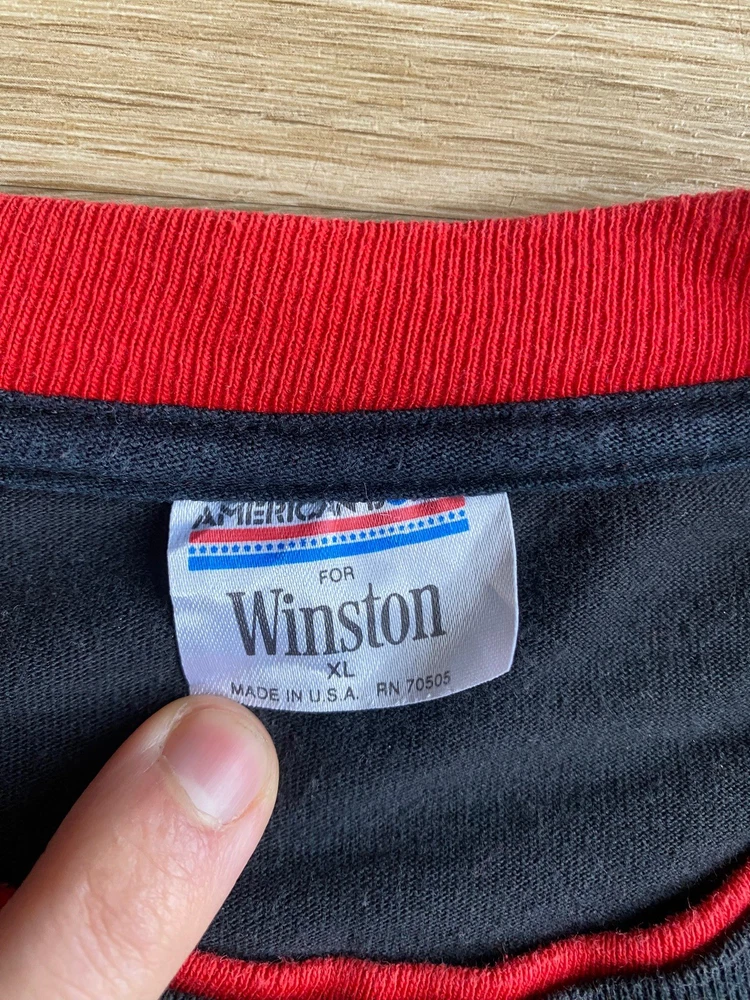 AMERICAN
FOR
Winston
XL
MADE IN U.S.A. RN 70505